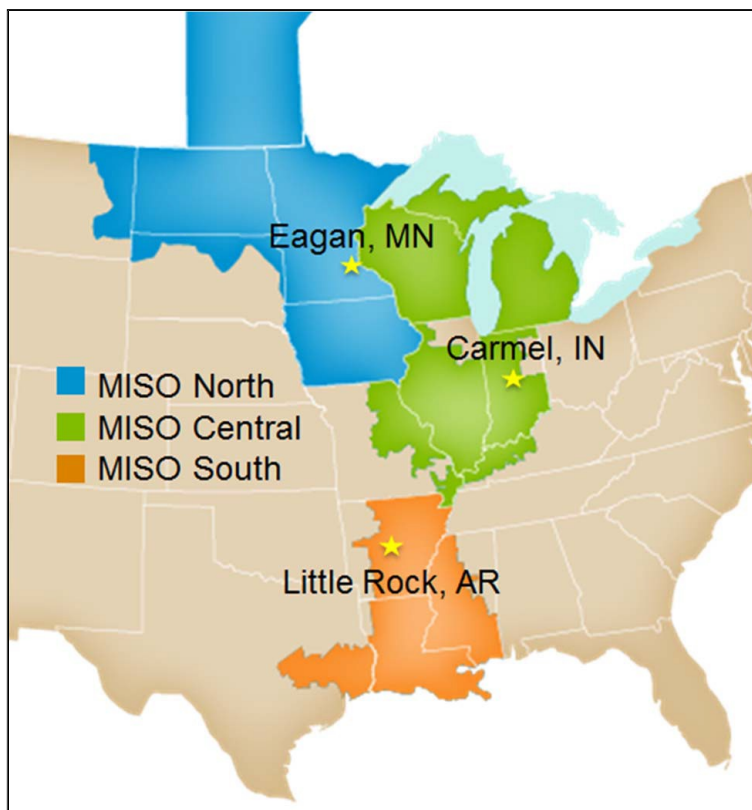 Eagan, MN
Carmel, IN
MISO North
MISO Central
MISO South
Little Rock, AR